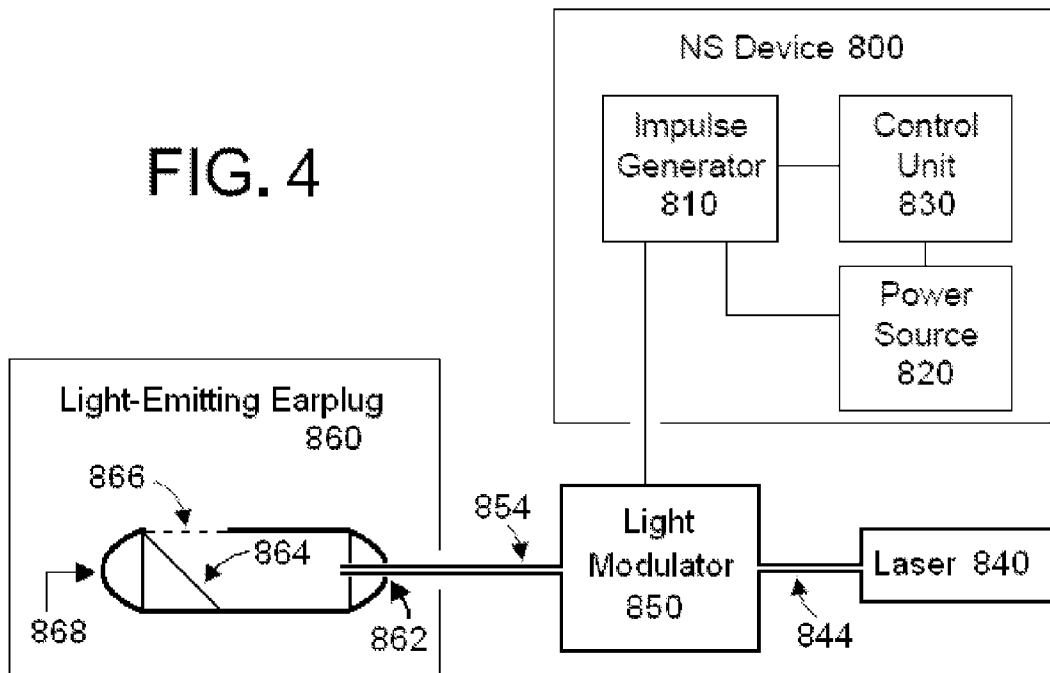 NS Device 800
Impulse
Generator
810
Control
Unit
830
FIG. 4
Power
Source
820
Light-Emitting Earplug
860
866
864
868
862
854
Light
Modulator
850
844
Laser 840